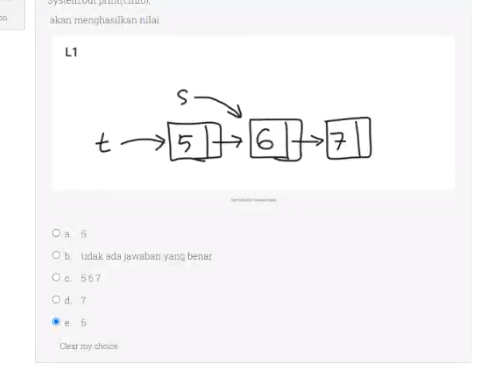 System.out.print(t.info);
akan menghasilkan nilai
L1
s
t 5 6 7
a. 5
b. tidak ada jawaban yang benar
c. 5 6 7
d. 7
e. 6
Clear my choice